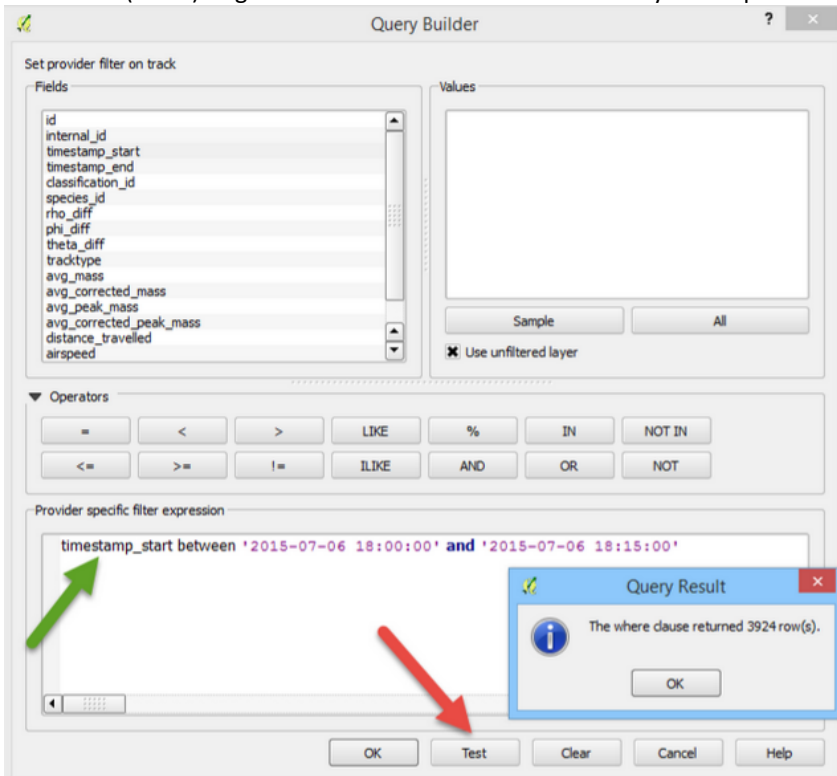 Query Builder
?
Set provider filter on track
Fields
Values
id
internal_id
timestamp_start
timestamp_end
classification_id
species_id
rho_diff
phi_diff
theta_diff
tracktype
avg_mass
avg_corrected_mass
avg_peak_mass
avg_corrected_peak_mass
distance_travelled
airspeed
Sample
All
Use unfiltered layer
Operators
= < > LIKE % IN NOT IN
<= >= != ILIKE AND OR NOT
Provider specific filter expression
timestamp_start between '2015-07-06 18:00:00' and '2015-07-06 18:15:00'
Query Result
The where clause returned 3924 row(s).
OK
OK Test Clear Cancel Help